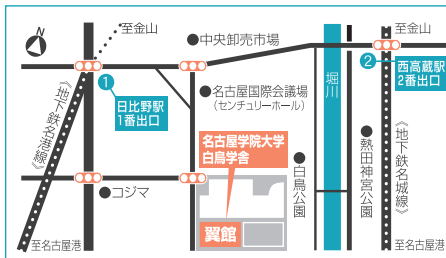 至金山
至金山
N
●中央卸売市場
1
日比野駅
1番出口
2
西高蔵駅
2番出口
堀川
●名古屋国際会議場
(センチュリーホール)
《地下鉄名港線》
名古屋学院大学
白鳥学舎
●白鳥公園
●熱田神宮公園
《地下鉄名城線》
●コジマ
翼館
至名古屋港
至名古屋港